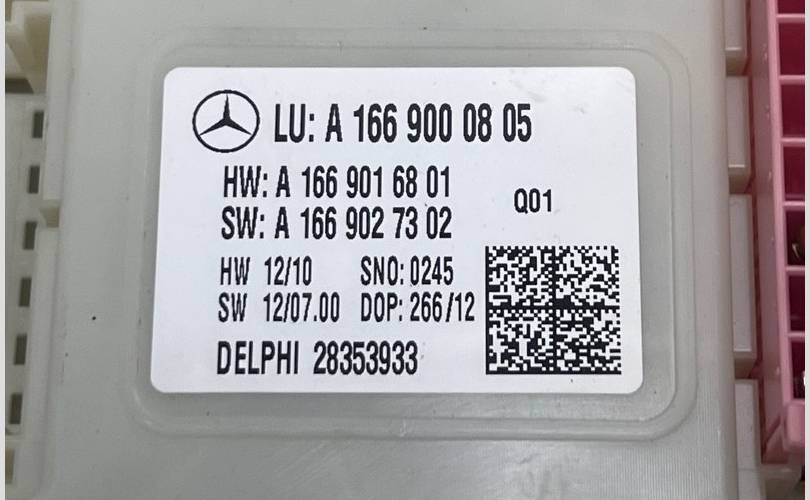 LU: A 166 900 08 05
HW: A 166 901 68 01
SW: A 166 902 73 02
Q01
HW 12/10 SNO: 0245
SW 12/07.00 DOP: 266/12
DELPHI 28353933